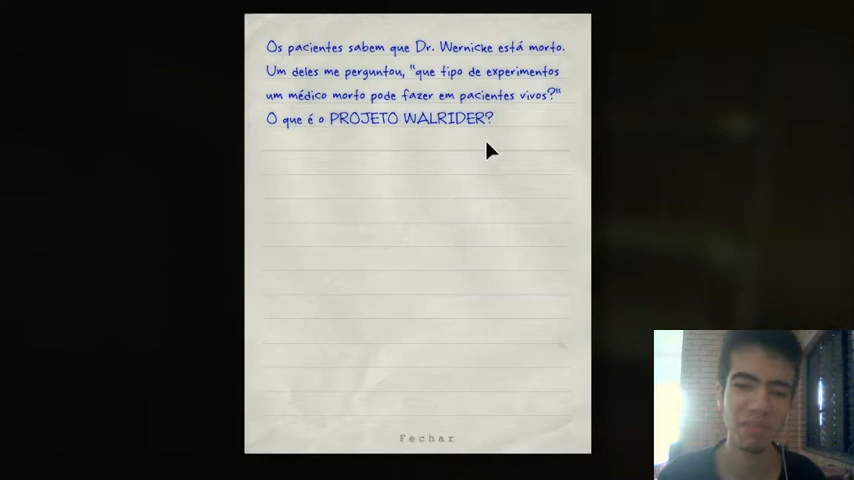 Os pacientes sabem que Dr. Wernicke está morto.
Um deles me perguntou, "que tipo de experimentos
um médico morto pode fazer em pacientes vivos?"
O que é o PROJETO WALRIDER?
Fechar